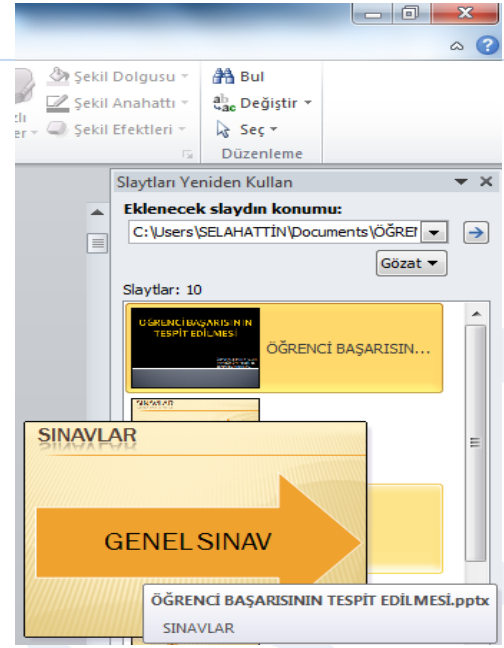 Şekil Dolgusu
Bul
Şekil Anahattı
Değiştir
Şekil Efektleri
Seç
Düzenleme
Slaytları Yeniden Kullan
Eklenecek slaydın konumu:
C:\Users\SELAHATTİN\Documents\ÖĞREI
Gözat
Slaytlar: 10
ÖĞRENCİ BAŞARISININ
TESPİT EDİLMESİ
ÖĞRENCİ BAŞARISIN...
SINAVLAR
SINAVLAR
GENEL SINAV
ÖĞRENCİ BAŞARISININ TESPİT EDİLMESİ.pptx
SINAVLAR